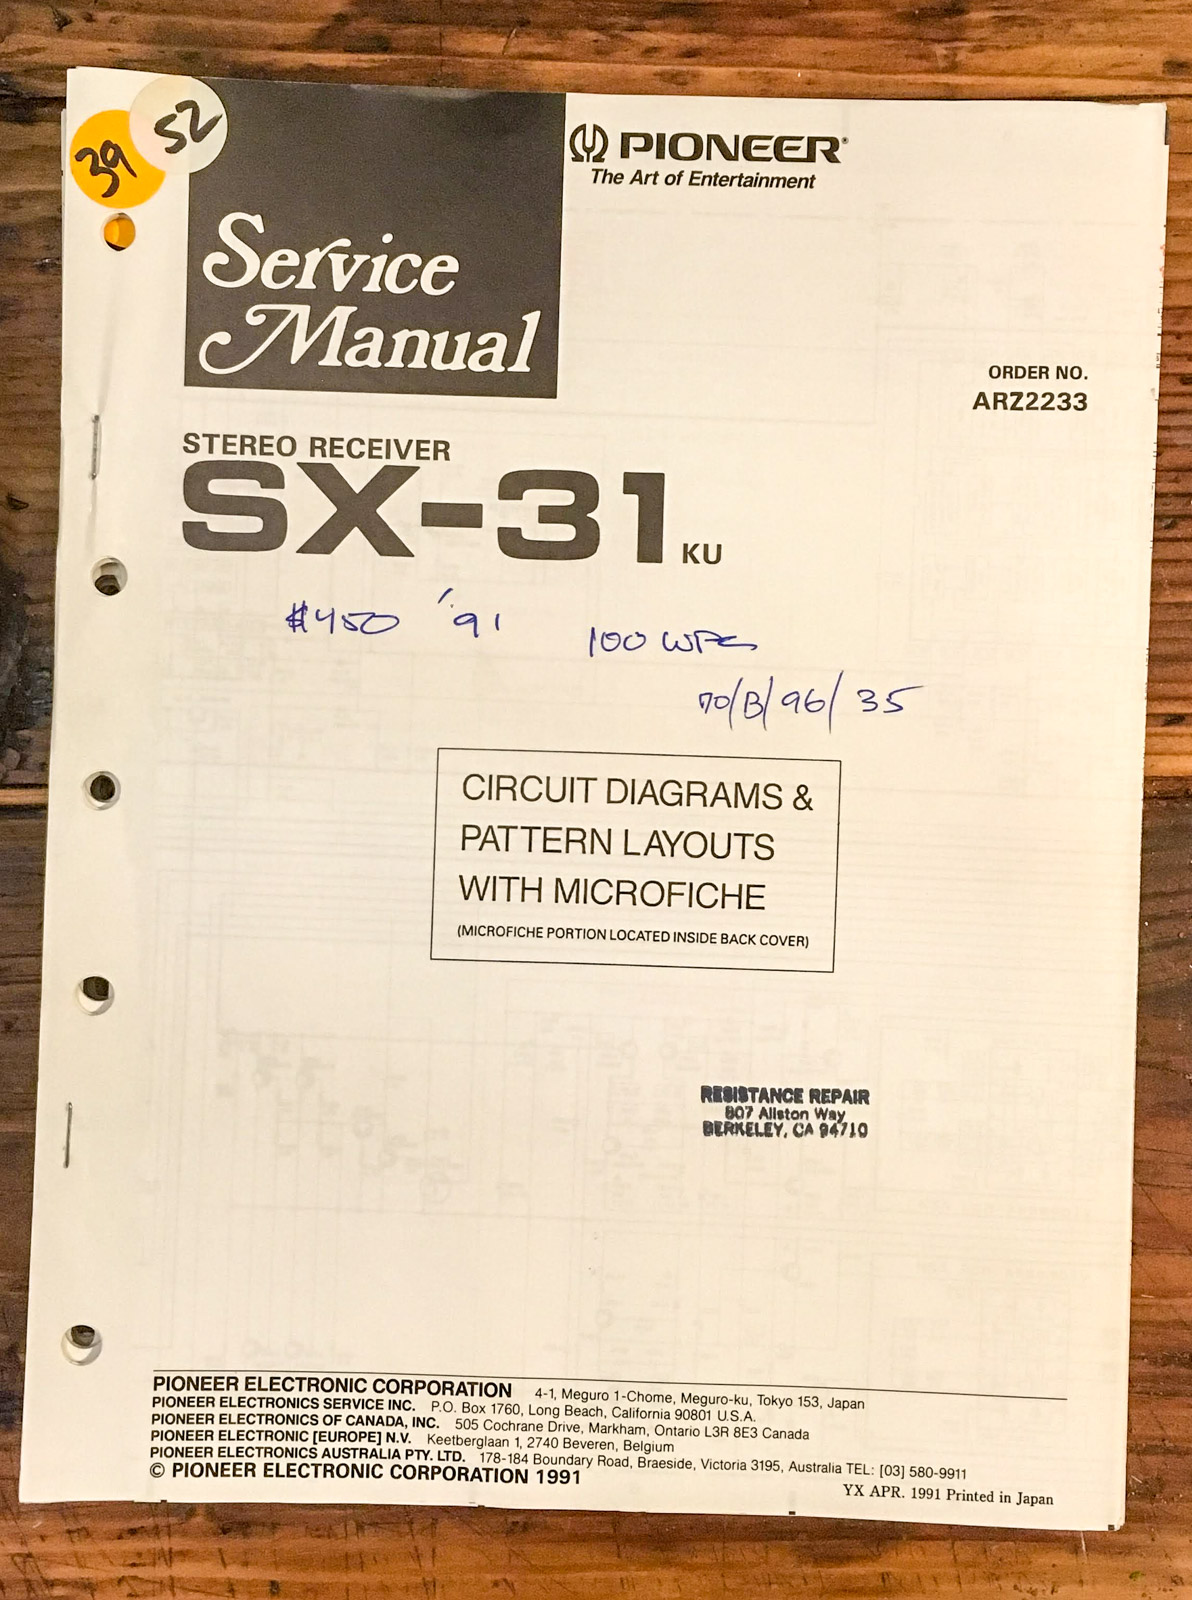 39
52
PIONEER
The Art of Entertainment
Service
Manual
ORDER NO.
ARZ2233
STEREO RECEIVER
SX-31 KU
$450 '91 100 WPC
70/B/96/35
CIRCUIT DIAGRAMS &
PATTERN LAYOUTS
WITH MICROFICHE
(MICROFICHE PORTION LOCATED INSIDE BACK COVER)
RESISTANCE REPAIR
807 Allston Way
BERKELEY, CA 94710
PIONEER ELECTRONIC CORPORATION 4-1, Meguro 1-Chome, Meguro-ku, Tokyo 153, Japan
PIONEER ELECTRONICS SERVICE INC. P.O. Box 1760, Long Beach, California 90801 U.S.A.
PIONEER ELECTRONICS OF CANADA, INC. 505 Cochrane Drive, Markham, Ontario L3R 8E3 Canada
PIONEER ELECTRONIC [EUROPE] N.V. Keetberglaan 1, 2740 Beveren, Belgium
PIONEER ELECTRONICS AUSTRALIA PTY. LTD. 178-184 Boundary Road, Braeside, Victoria 3195, Australia TEL: [03] 580-9911
© PIONEER ELECTRONIC CORPORATION 1991
YX APR. 1991 Printed in Japan